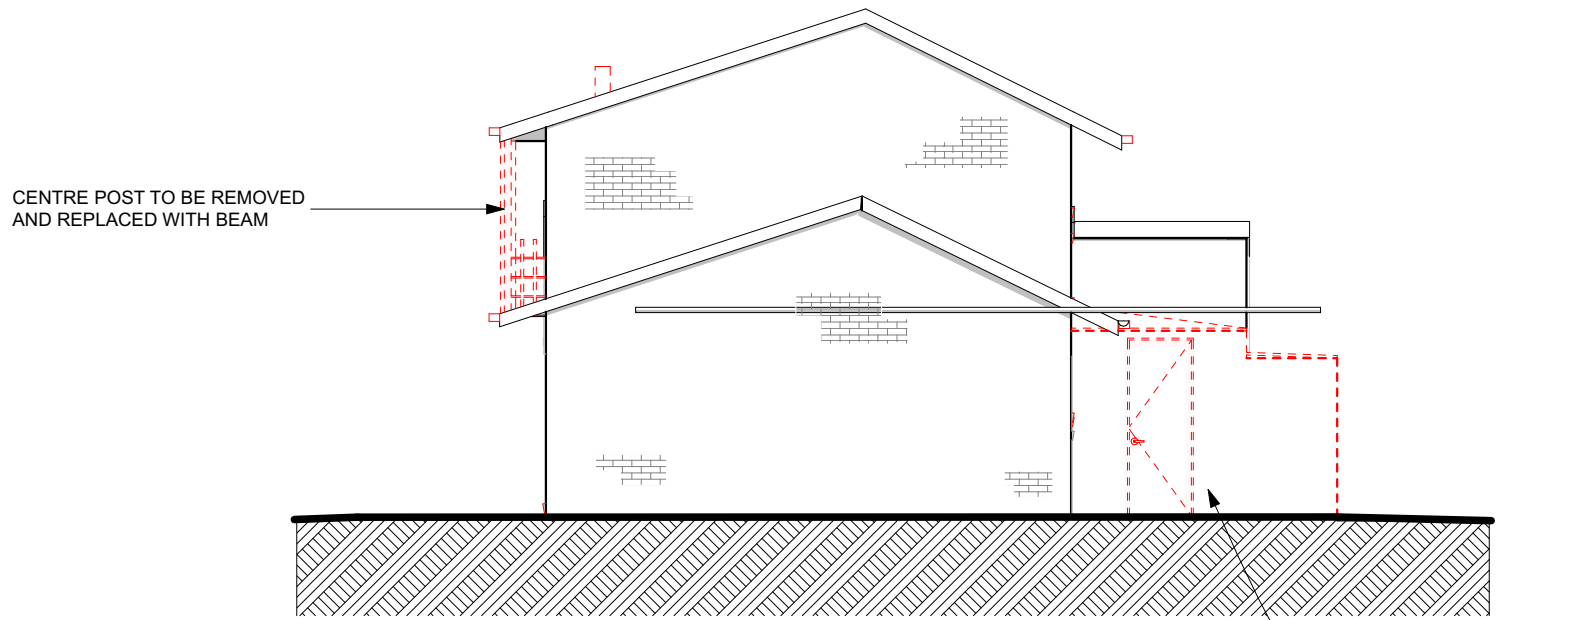 CENTRE POST TO BE REMOVED
AND REPLACED WITH BEAM